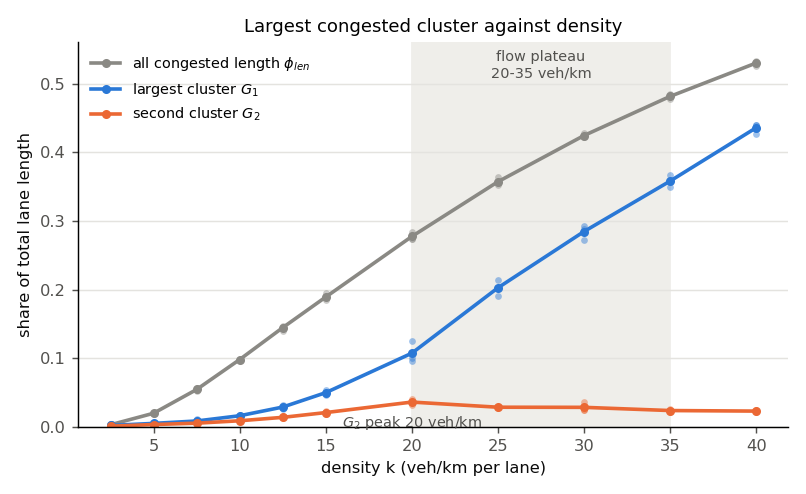 Largest congested cluster against density
all congested length ϕ_len
largest cluster G₁
second cluster G₂
flow plateau
20-35 veh/km
share of total lane length
0.5
0.4
0.3
0.2
0.1
0.0
G₂ peak 20 veh/km
5
10
15
20
25
30
35
40
density k (veh/km per lane)